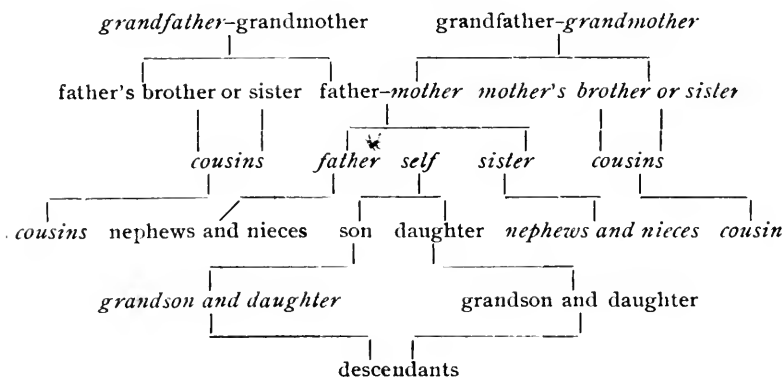 grandfather-grandmother grandfather-grandmother
father's brother or sister father-mother mother's brother or sister
cousins father self sister cousins
cousins nephews and nieces son daughter nephews and nieces cousin
grandson and daughter grandson and daughter
descendants